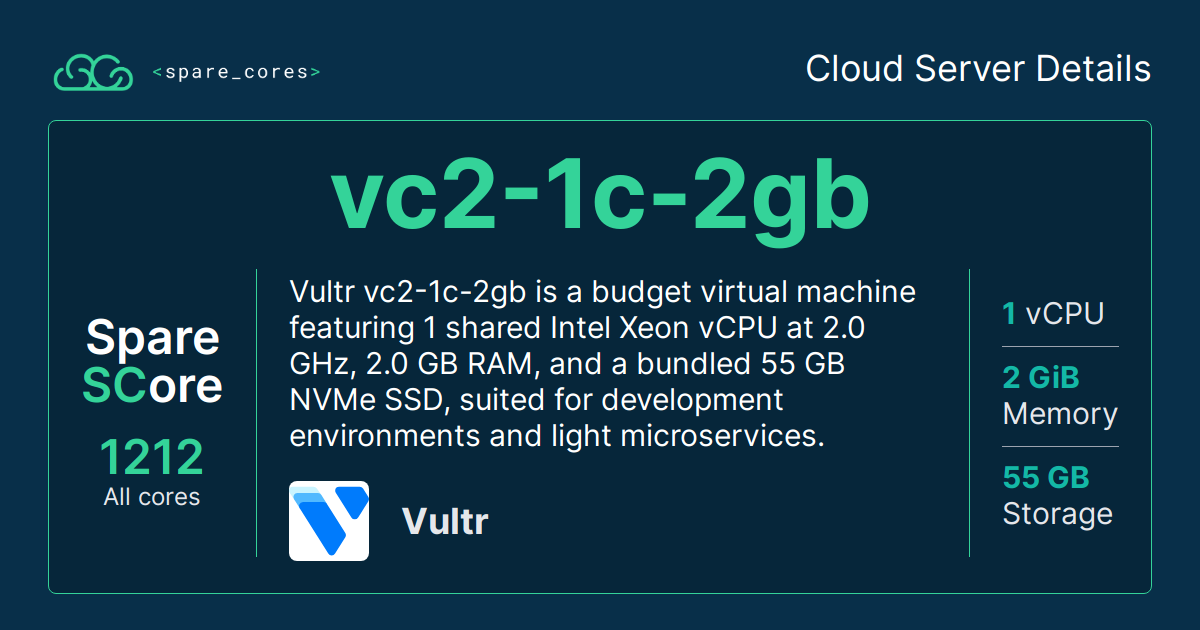 <spare_cores>
Cloud Server Details
vc2-1c-2gb
Spare
SCore
1212
All cores
Vultr vc2-1c-2gb is a budget virtual machine
featuring 1 shared Intel Xeon vCPU at 2.0
GHz, 2.0 GB RAM, and a bundled 55 GB
NVMe SSD, suited for development
environments and light microservices.
Vultr
1 vCPU
2 GiB
Memory
55 GB
Storage